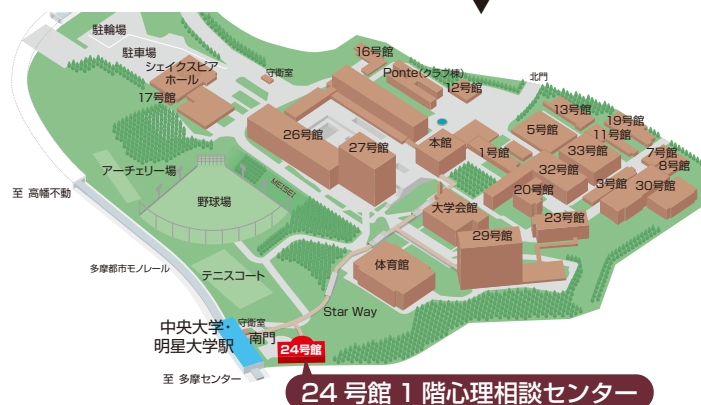 駐輪場
駐車場
シェイクスピア
ホール
17号館
守衛室
16号館
Ponte(クラブ棟)
12号館
北門
13号館
19号館
11号館
5号館
33号館
7号館
8号館
26号館
27号館
本館
1号館
32号館
3号館
30号館
20号館
23号館
アーチェリー場
MEISEI
至 高幡不動
野球場
大学会館
29号館
体育館
多摩都市モノレール
テニスコート
Star Way
中央大学・
明星大学駅
守衛室
南門
24号館
至 多摩センター
24 号館 1 階心理相談センター